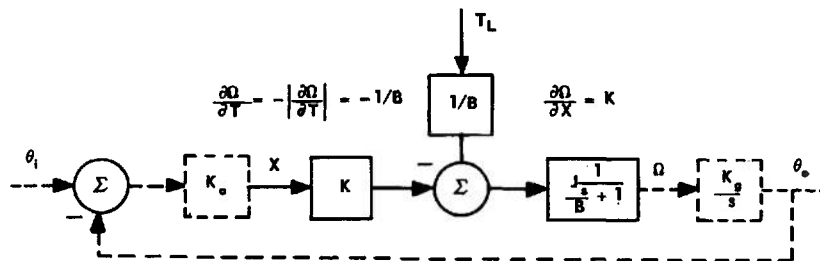 T_L
∂Ω/∂T = -|∂Ω/∂T| = -1/B
1/B
∂Ω/∂X = K
θ_i
Σ
−
K_a
X
K
−
Σ
1/(J s/B + 1)
Ω
K_g/s
θ_o